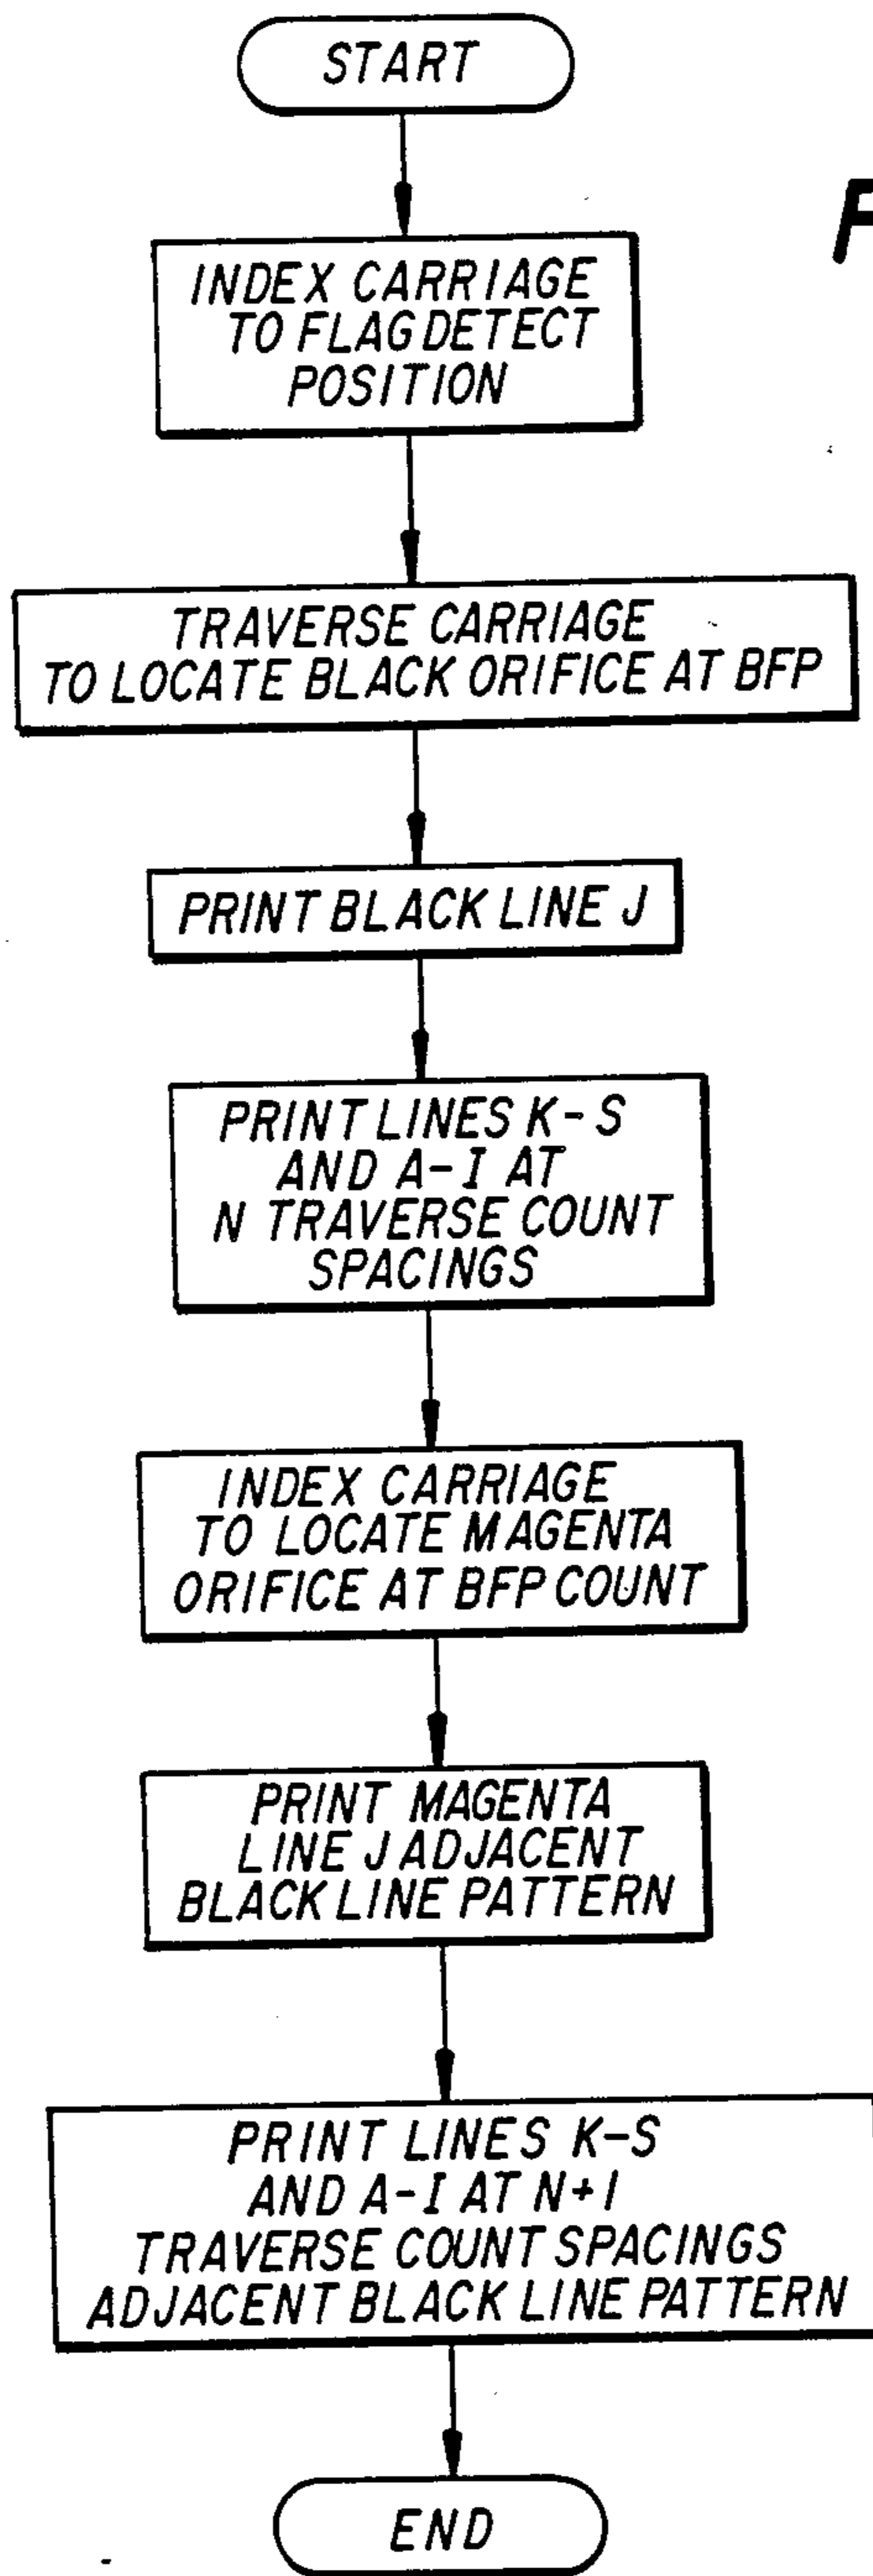 START
F
INDEX CARRIAGE
TO FLAG DETECT
POSITION
TRAVERSE CARRIAGE
TO LOCATE BLACK ORIFICE AT BFP
PRINT BLACK LINE J
PRINT LINES K-S
AND A-I AT
N TRAVERSE COUNT
SPACINGS
INDEX CARRIAGE
TO LOCATE MAGENTA
ORIFICE AT BFP COUNT
PRINT MAGENTA
LINE J ADJACENT
BLACK LINE PATTERN
PRINT LINES K-S
AND A-I AT N+1
TRAVERSE COUNT SPACINGS
ADJACENT BLACK LINE PATTERN
END